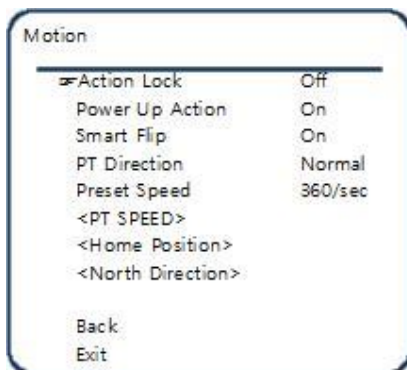 Motion
☞Action Lock Off
Power Up Action On
Smart Flip On
PT Direction Normal
Preset Speed 360/sec
<PT SPEED>
<Home Position>
<North Direction>
Back
Exit